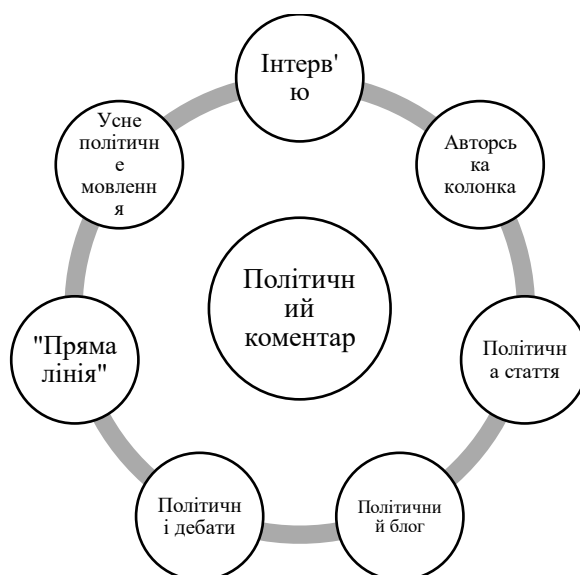 Інтерв'
ю
Авторсь
ка
колонка
Політичн
а стаття
Політични
й блог
Політичн
і дебати
"Пряма
лінія"
Усне
політичн
е
мовленн
я
Політичн
ий
коментар